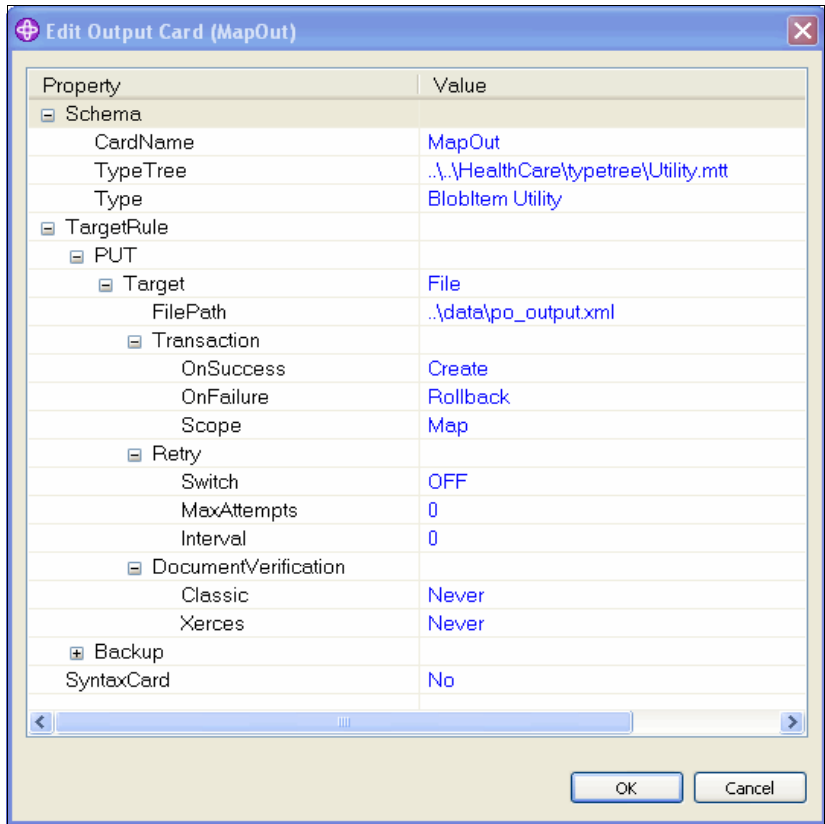 Edit Output Card (MapOut)
Property Value
Schema
CardName MapOut
TypeTree ..\..\HealthCare\typetree\Utility.mtt
Type BlobItem Utility
TargetRule
PUT
Target File
FilePath ..\data\po_output.xml
Transaction
OnSuccess Create
OnFailure Rollback
Scope Map
Retry
Switch OFF
MaxAttempts 0
Interval 0
DocumentVerification
Classic Never
Xerces Never
Backup
SyntaxCard No
OK Cancel